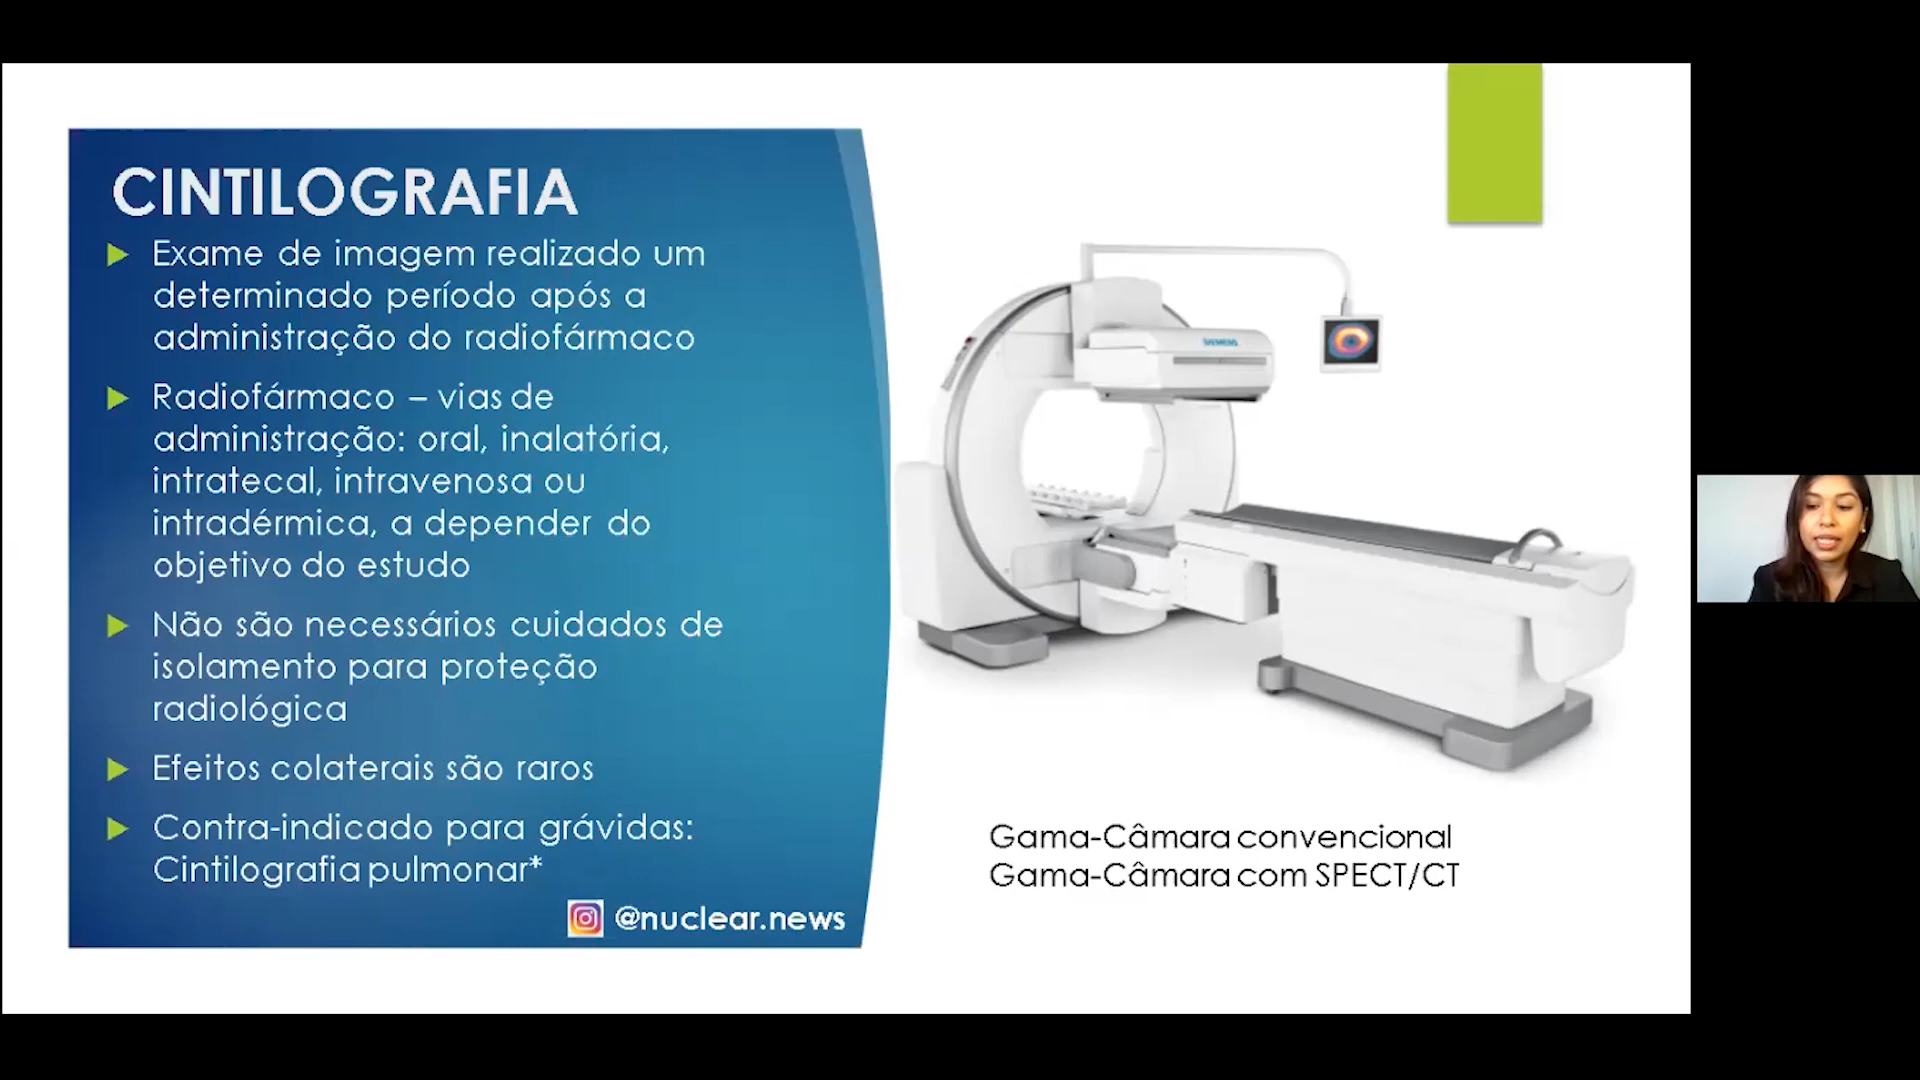 CINTILOGRAFIA
Exame de imagem realizado um
determinado período após a
administração do radiofármaco
Radiofármaco – vias de
administração: oral, inalatória,
intratecal, intravenosa ou
intradérmica, a depender do
objetivo do estudo
Não são necessários cuidados de
isolamento para proteção
radiológica
Efeitos colaterais são raros
Contra-indicado para grávidas:
Cintilografia pulmonar*
@nuclear.news
SIEMENS
Gama-Câmara convencional
Gama-Câmara com SPECT/CT